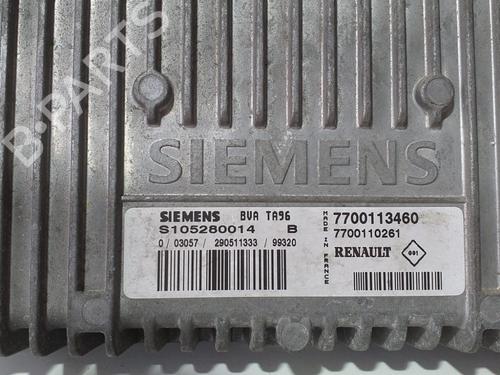 B-PARTS
SIEMENS
SIEMENS BVA TA96
S105280014 B
0/ 03057 / 290511333 / 99320
MADE IN FRANCE
7700113460
7700110261
RENAULT 001